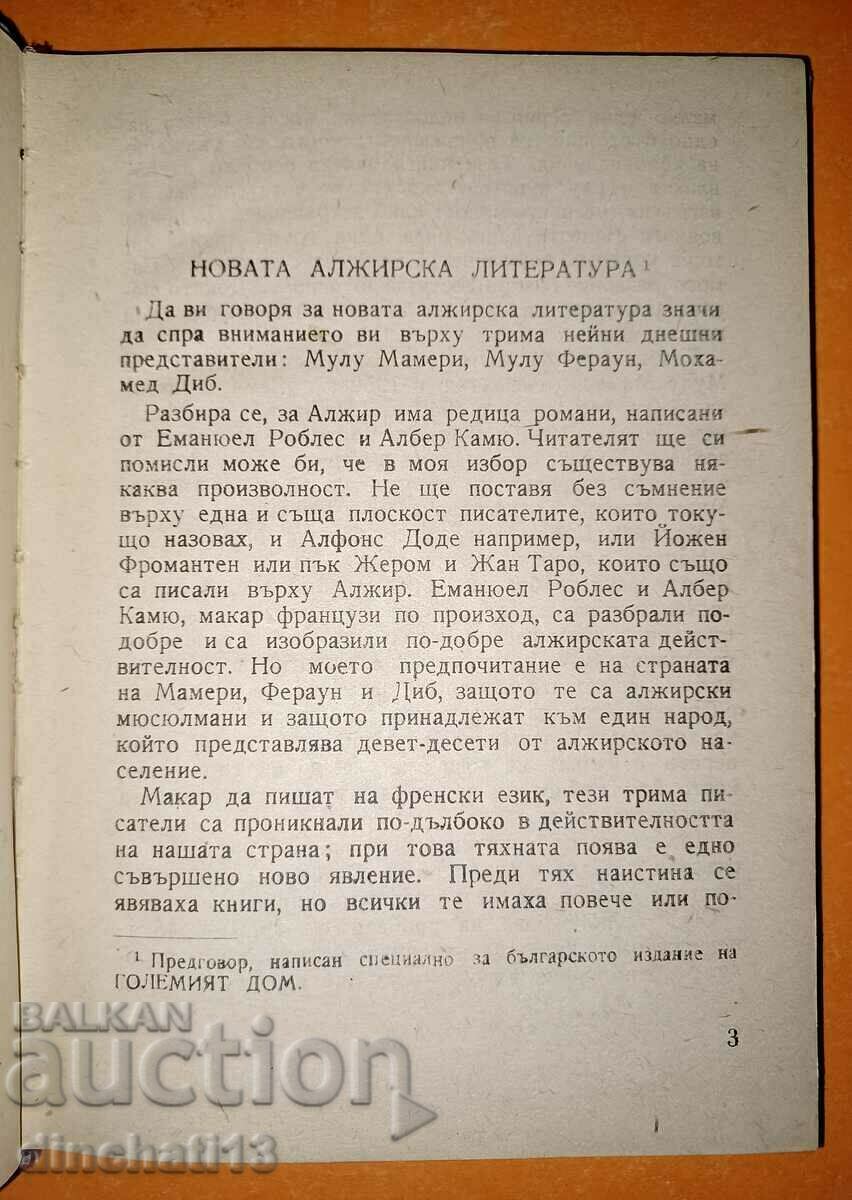 НОВАТА АЛЖИРСКА ЛИТЕРАТУРА ¹
Да ви говоря за новата алжирска литература значи
да спра вниманието ви върху трима нейни днешни
представители: Мулу Мамери, Мулу Фераун, Моха-
мед Диб.
Разбира се, за Алжир има редица романи, написани
от Еманюел Роблес и Албер Камю. Читателят ще си
помисли може би, че в моя избор съществува ня-
каква произволност. Не ще поставя без съмнение
върху една и съща плоскост писателите, които току-
що назовах, и Алфонс Доде например, или Йожен
Фромантен или пък Жером и Жан Таро, които също
са писали върху Алжир. Еманюел Роблес и Албер
Камю, макар французи по произход, са разбрали по-
добре и са изобразили по-добре алжирската дейст-
вителност. Но моето предпочитание е на страната
на Мамери, Фераун и Диб, защото те са алжирски
мюсюлмани и защото принадлежат към един народ,
който представлява девет-десети от алжирското на-
селение.
Макар да пишат на френски език, тези трима пи-
сатели са проникнали по-дълбоко в действителността
на нашата страна; при това тяхната поява е едно
съвършено ново явление. Преди тях наистина се
явяваха книги, но всички те имаха повече или по-
¹ Предговор, написан специално за българското издание на
ГОЛЕМИЯТ ДОМ.
3
BALKAN
auction
dinchati13